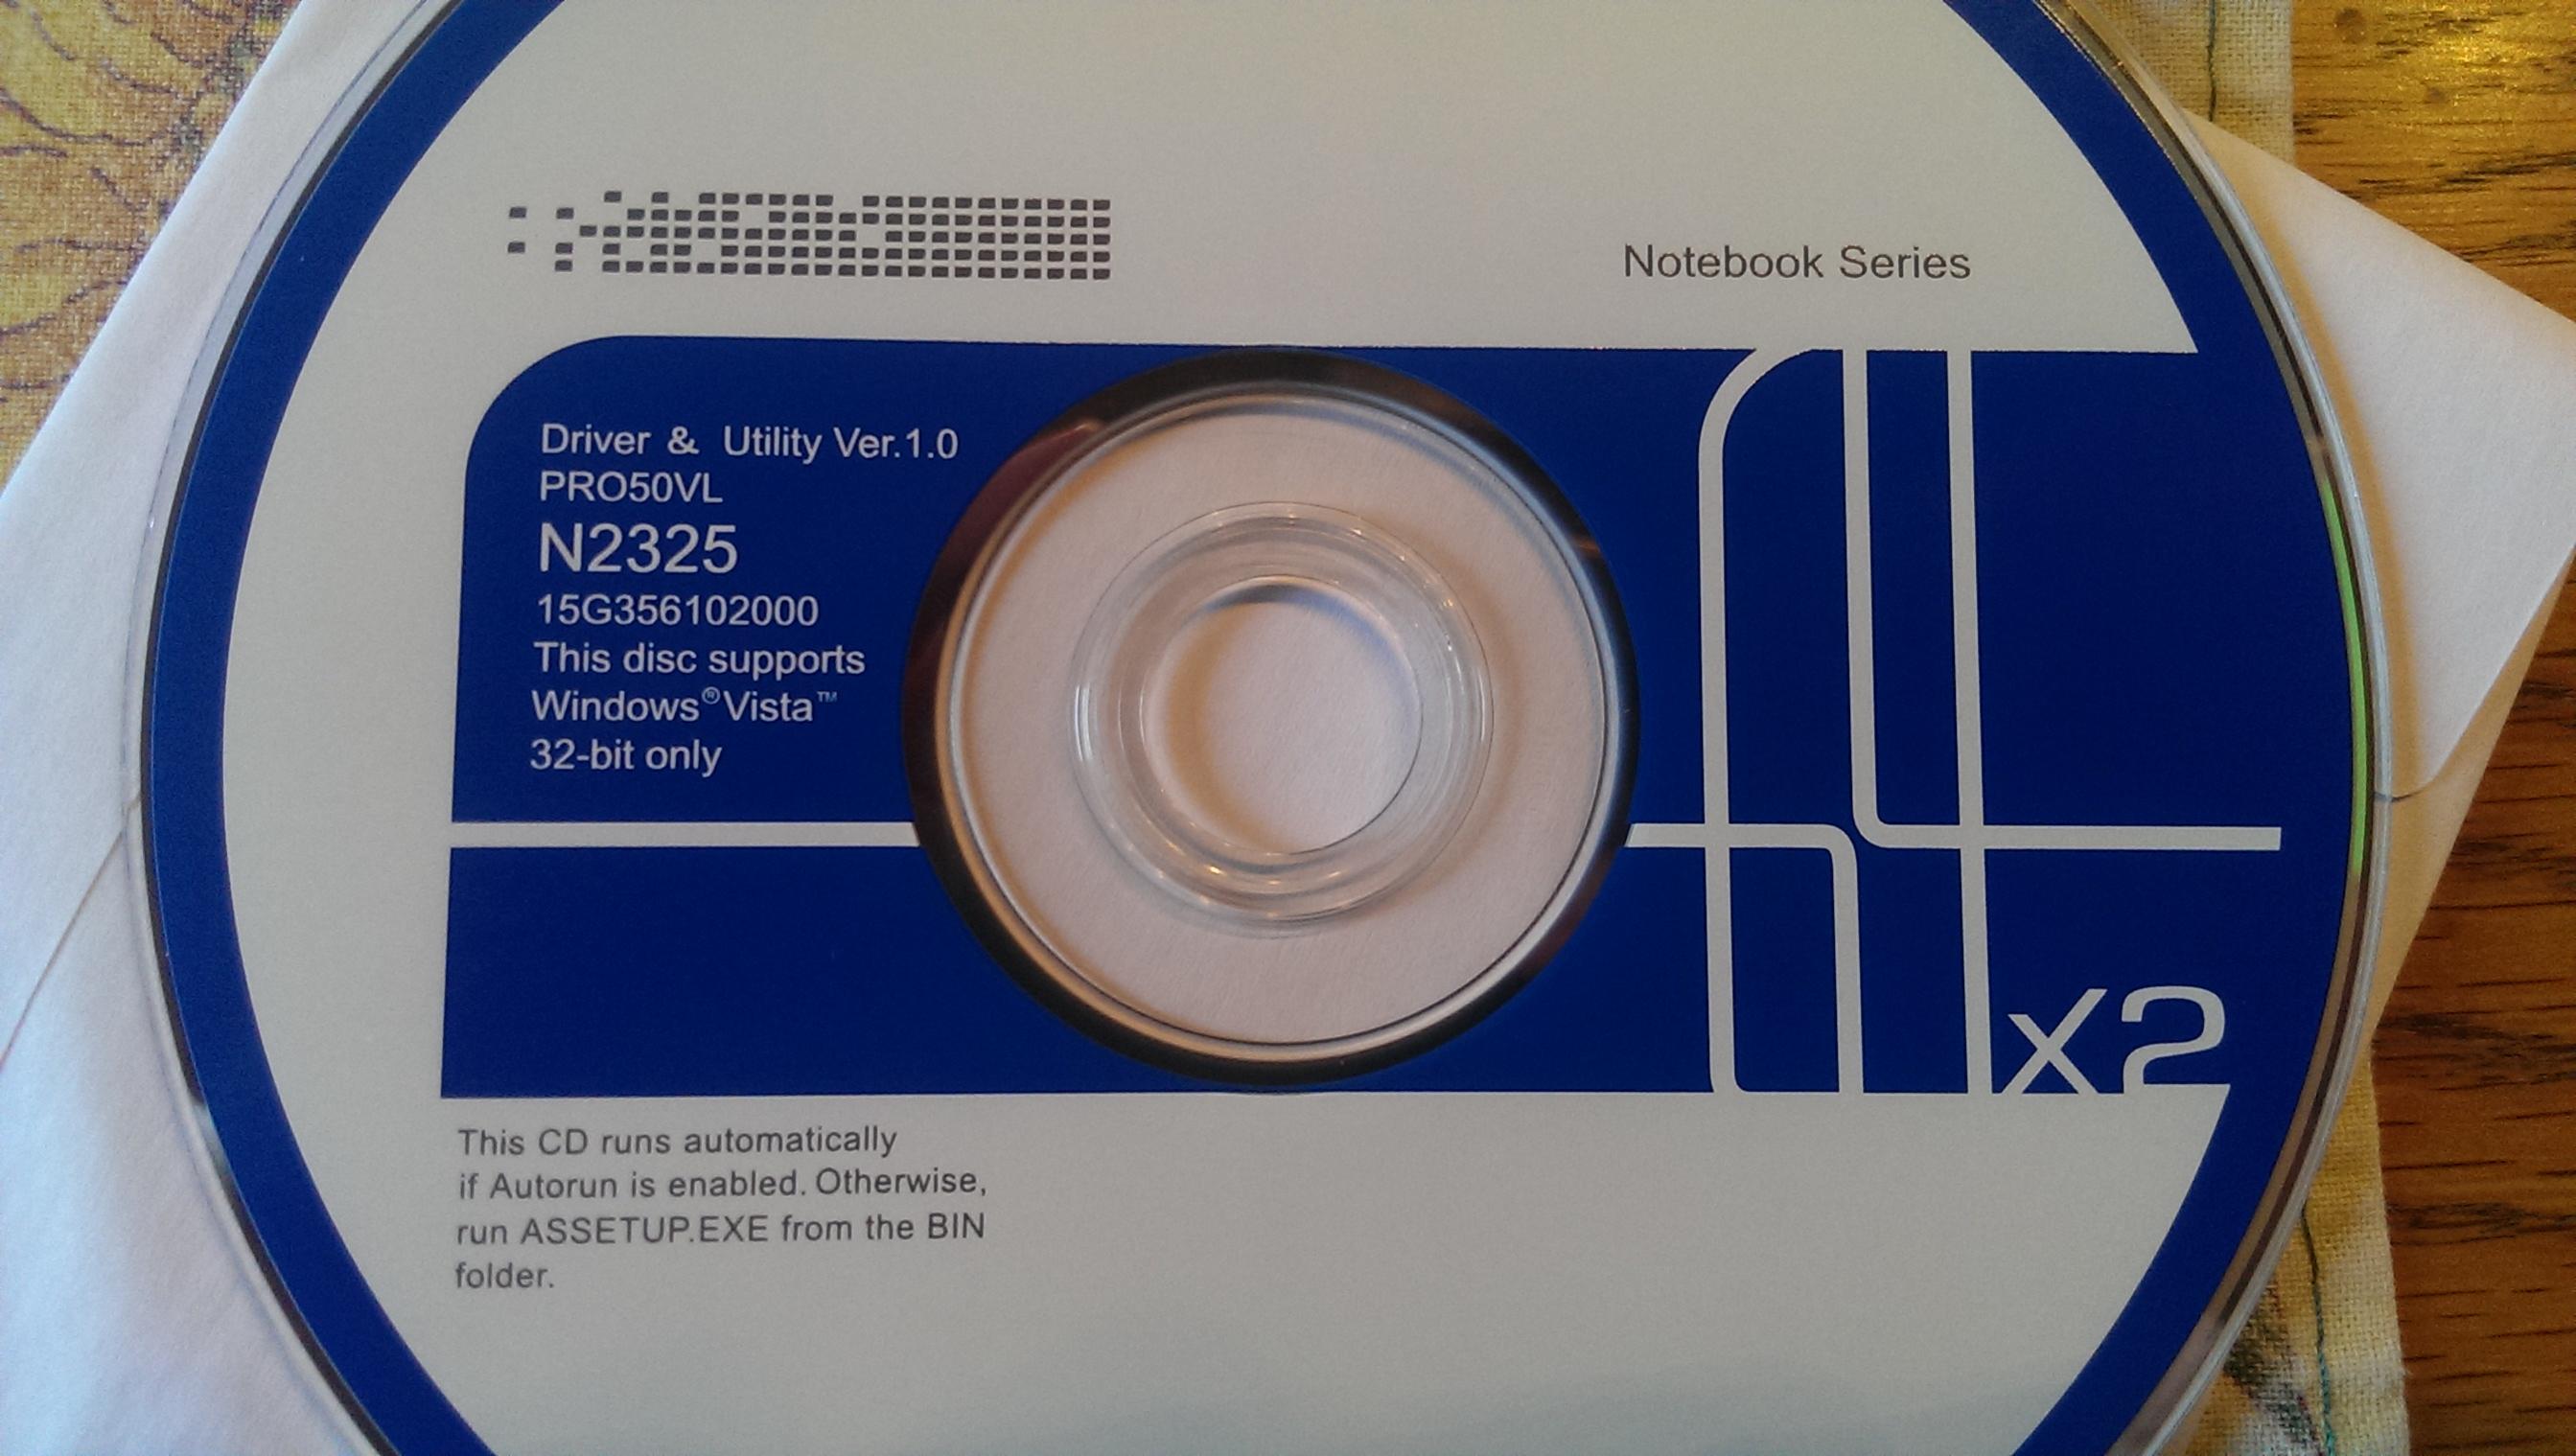 Notebook Series
Driver & Utility Ver.1.0
PRO50VL
N2325
15G356102000
This disc supports
Windows®Vista™
32-bit only
x2
This CD runs automatically
if Autorun is enabled. Otherwise,
run ASSETUP.EXE from the BIN
folder.